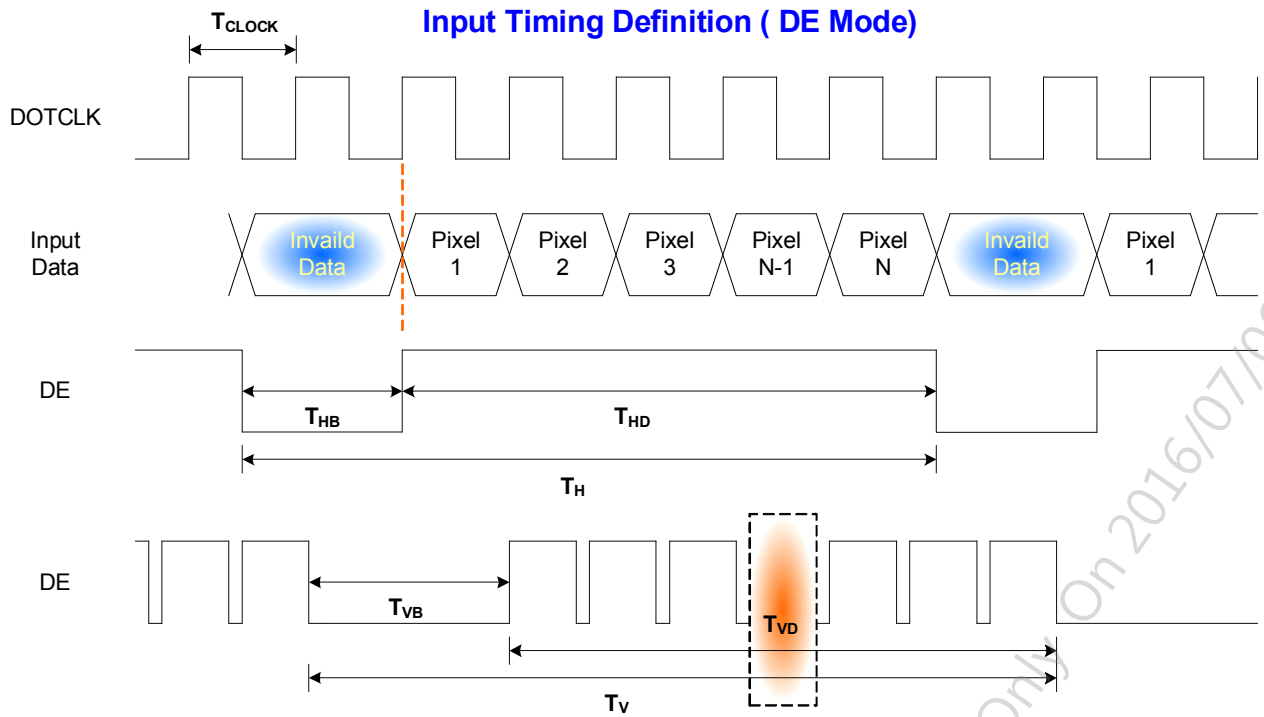 Input Timing Definition ( DE Mode)
TCLOCK
DOTCLK
Input
Data
Invaild
Data
Pixel
1
Pixel
2
Pixel
3
Pixel
N-1
Pixel
N
Invaild
Data
Pixel
1
DE
THB
THD
TH
DE
TVB
TVD
TV
Only On 2016/07/0